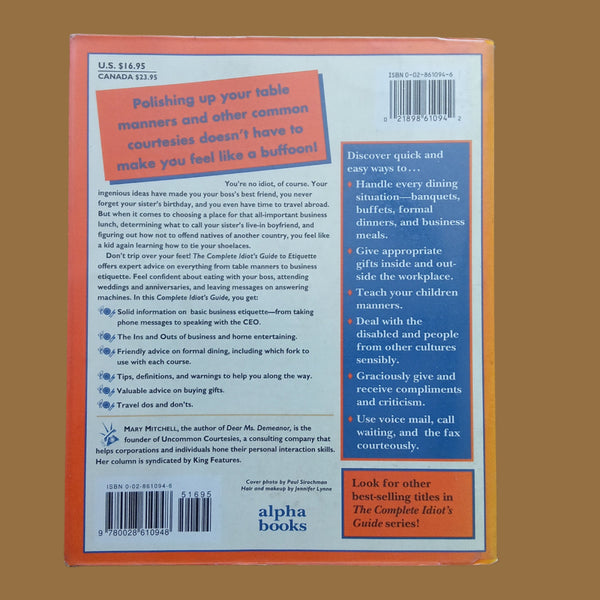 U.S. $16.95
CANADA $23.95
ISBN 0-02-861094-6
0 21898 61094 2
Polishing up your table
manners and other common
courtesies doesn't have to
make you feel like a buffoon!
You're no idiot, of course. Your
ingenious ideas have made you your boss's best friend, you never
forget your sister's birthday, and you even have time to travel abroad.
But when it comes to choosing a place for that all-important business
lunch, determining what to call your sister's live-in boyfriend, and
figuring out how not to offend natives of another country, you feel like
a kid again learning how to tie your shoelaces.
Don't trip over your feet! The Complete Idiot's Guide to Etiquette
offers expert advice on everything from table manners to business
etiquette. Feel confident about eating with your boss, attending
weddings and anniversaries, and leaving messages on answering
machines. In this Complete Idiot's Guide, you get:
Solid information on basic business etiquette—from taking
phone messages to speaking with the CEO.
The Ins and Outs of business and home entertaining.
Friendly advice on formal dining, including which fork to
use with each course.
Tips, definitions, and warnings to help you along the way.
Valuable advice on buying gifts.
Travel dos and don'ts.
MARY MITCHELL, the author of Dear Ms. Demeanor, is the
founder of Uncommon Courtesies, a consulting company that
helps corporations and individuals hone their personal interaction skills.
Her column is syndicated by King Features.
Discover quick and
easy ways to...
Handle every dining
situation—banquets,
buffets, formal
dinners, and business
meals.
Give appropriate
gifts inside and out-
side the workplace.
Teach your children
manners.
Deal with the
disabled and people
from other cultures
sensibly.
Graciously give and
receive compliments
and criticism.
Use voice mail, call
waiting, and the fax
courteously.
ISBN 0-02-861094-6
51695
9 780028 610948
Cover photo by Paul Sirochman
Hair and makeup by Jennifer Lynne
alpha
books
Look for other
best-selling titles in
The Complete Idiot's
Guide series!